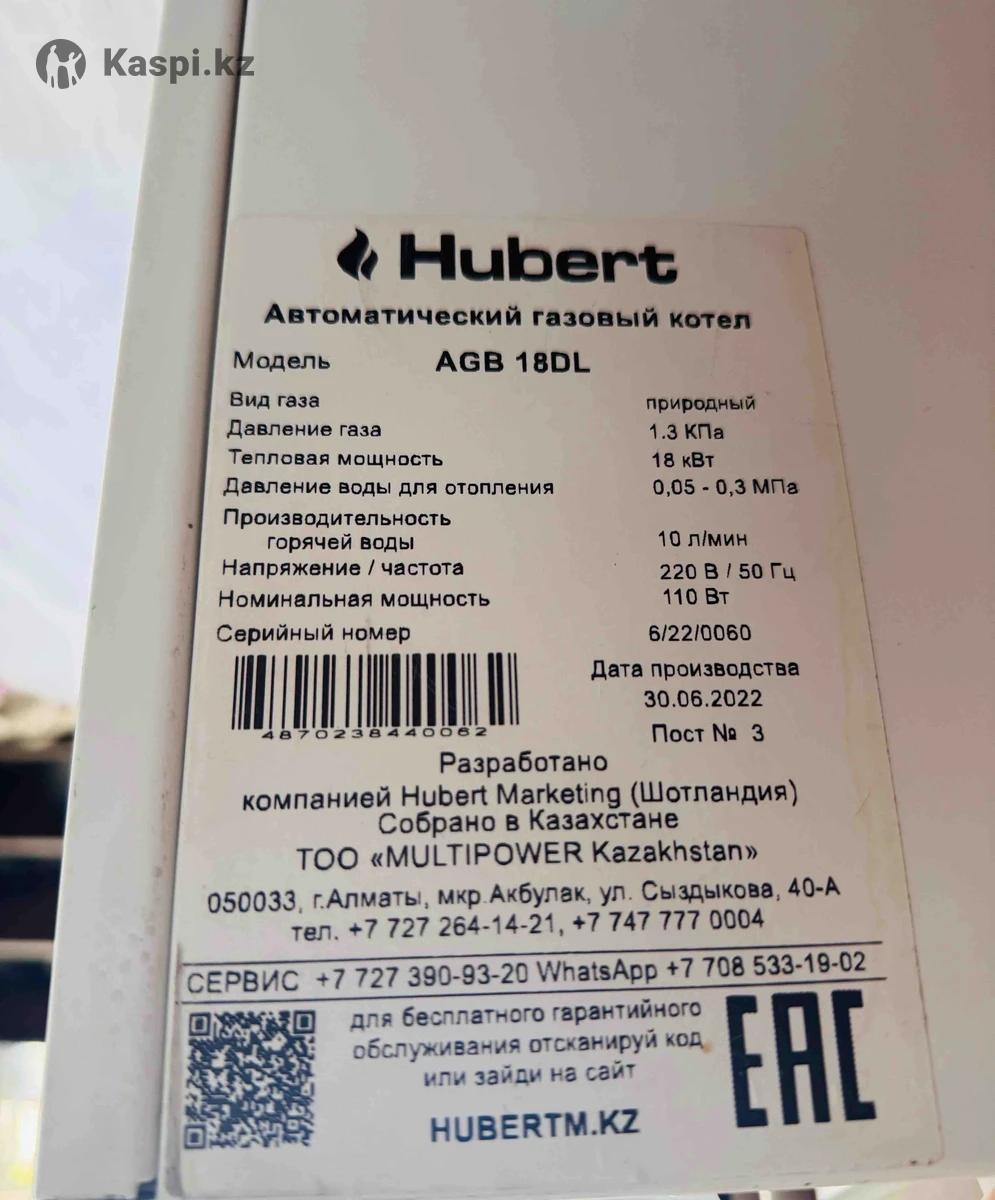 Kaspi.kz
Hubert
Автоматический газовый котел
Модель AGB 18DL
Вид газа природный
Давление газа 1.3 КПа
Тепловая мощность 18 кВт
Давление воды для отопления 0,05 - 0,3 МПа
Производительность
горячей воды 10 л/мин
Напряжение / частота 220 В / 50 Гц
Номинальная мощность 110 Вт
Серийный номер 6/22/0060
Дата производства
30.06.2022
4870238440062
Пост № 3
Разработано
компанией Hubert Marketing (Шотландия)
Собрано в Казахстане
ТОО «MULTIPOWER Kazakhstan»
050033, г.Алматы, мкр.Акбулак, ул. Сыздыкова, 40-А
тел. +7 727 264-14-21, +7 747 777 0004
СЕРВИС +7 727 390-93-20 WhatsApp +7 708 533-19-02
для бесплатного гарантийного
обслуживания отсканируй код
или зайди на сайт
HUBERTM.KZ
EAC